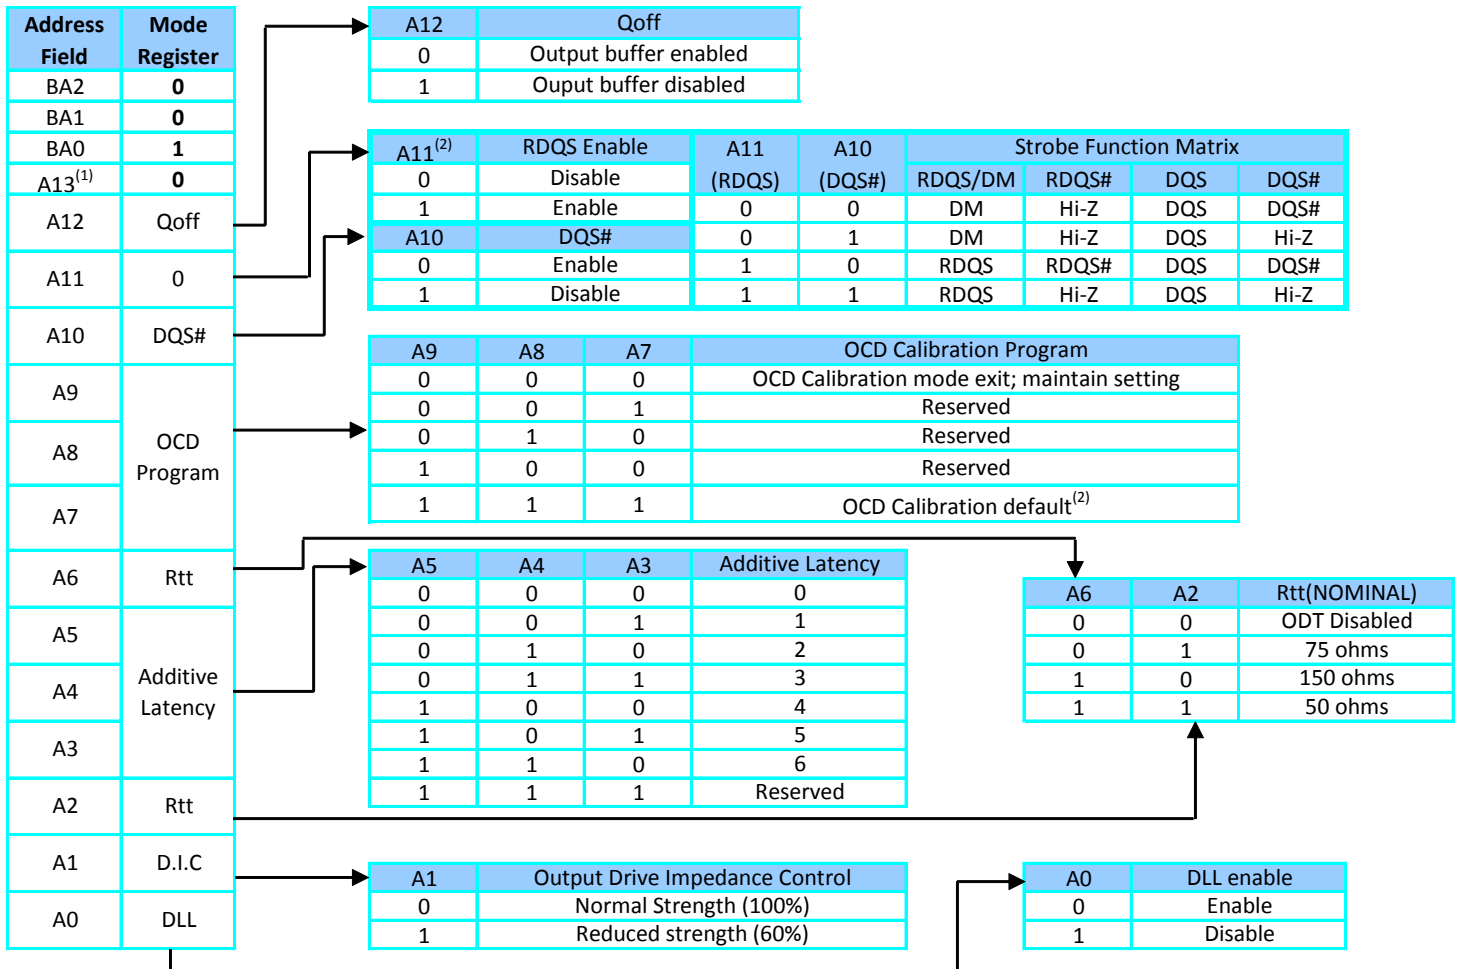 Address Field Mode Register
BA2 0
BA1 0
BA0 1
A13(1) 0
A12 Qoff
A11 0
A10 DQS#
A9
A8
A7
OCD Program
A6 Rtt
A5
A4
A3
Additive Latency
A2 Rtt
A1 D.I.C
A0 DLL
A12 Qoff
0 Output buffer enabled
1 Ouput buffer disabled
A11(2) RDQS Enable
0 Disable
1 Enable
A10 DQS#
0 Enable
1 Disable
A11 (RDQS) A10 (DQS#) Strobe Function Matrix
RDQS/DM RDQS# DQS DQS#
0 0 DM Hi-Z DQS DQS#
0 1 DM Hi-Z DQS Hi-Z
1 0 RDQS RDQS# DQS DQS#
1 1 RDQS Hi-Z DQS Hi-Z
A9 A8 A7 OCD Calibration Program
0 0 0 OCD Calibration mode exit; maintain setting
0 0 1 Reserved
0 1 0 Reserved
1 0 0 Reserved
1 1 1 OCD Calibration default(2)
A5 A4 A3 Additive Latency
0 0 0 0
0 0 1 1
0 1 0 2
0 1 1 3
1 0 0 4
1 0 1 5
1 1 0 6
1 1 1 Reserved
A6 A2 Rtt(NOMINAL)
0 0 ODT Disabled
0 1 75 ohms
1 0 150 ohms
1 1 50 ohms
A1 Output Drive Impedance Control
0 Normal Strength (100%)
1 Reduced strength (60%)
A0 DLL enable
0 Enable
1 Disable